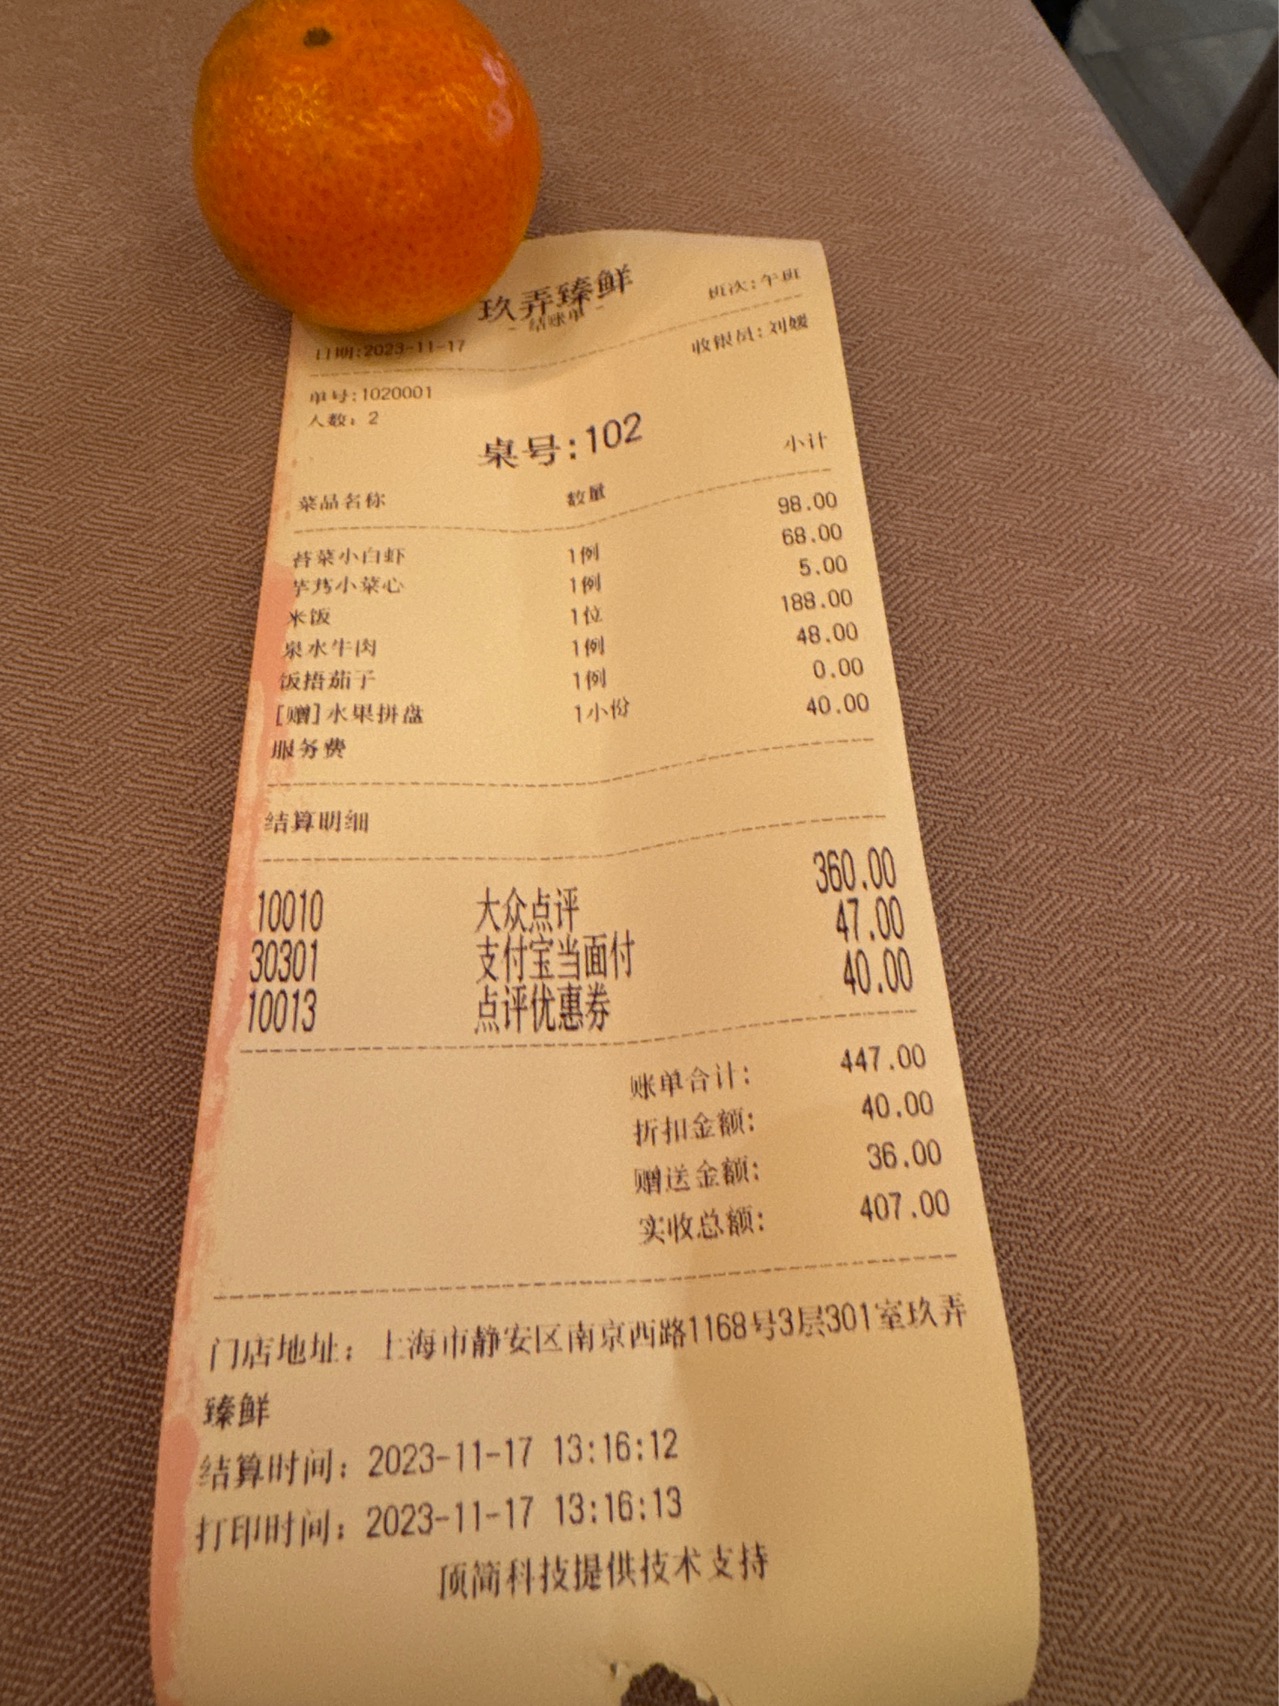 玖弄臻鲜
- 结账单 -
班次:午班
日期:2023-11-17
收银员:刘媛
单号:1020001
人数: 2
桌号:102
菜品名称 数量 小计
苔菜小白虾 1例 98.00
芋艿小菜心 1例 68.00
米饭 1位 5.00
泉水牛肉 1例 188.00
饭捂茄子 1例 48.00
[赠]水果拼盘 1小份 0.00
服务费 40.00
结算明细
10010 大众点评 360.00
30301 支付宝当面付 47.00
10013 点评优惠券 40.00
账单合计: 447.00
折扣金额: 40.00
赠送金额: 36.00
实收总额: 407.00
门店地址: 上海市静安区南京西路1168号3层301室玖弄
臻鲜
结算时间: 2023-11-17 13:16:12
打印时间: 2023-11-17 13:16:13
顶简科技提供技术支持